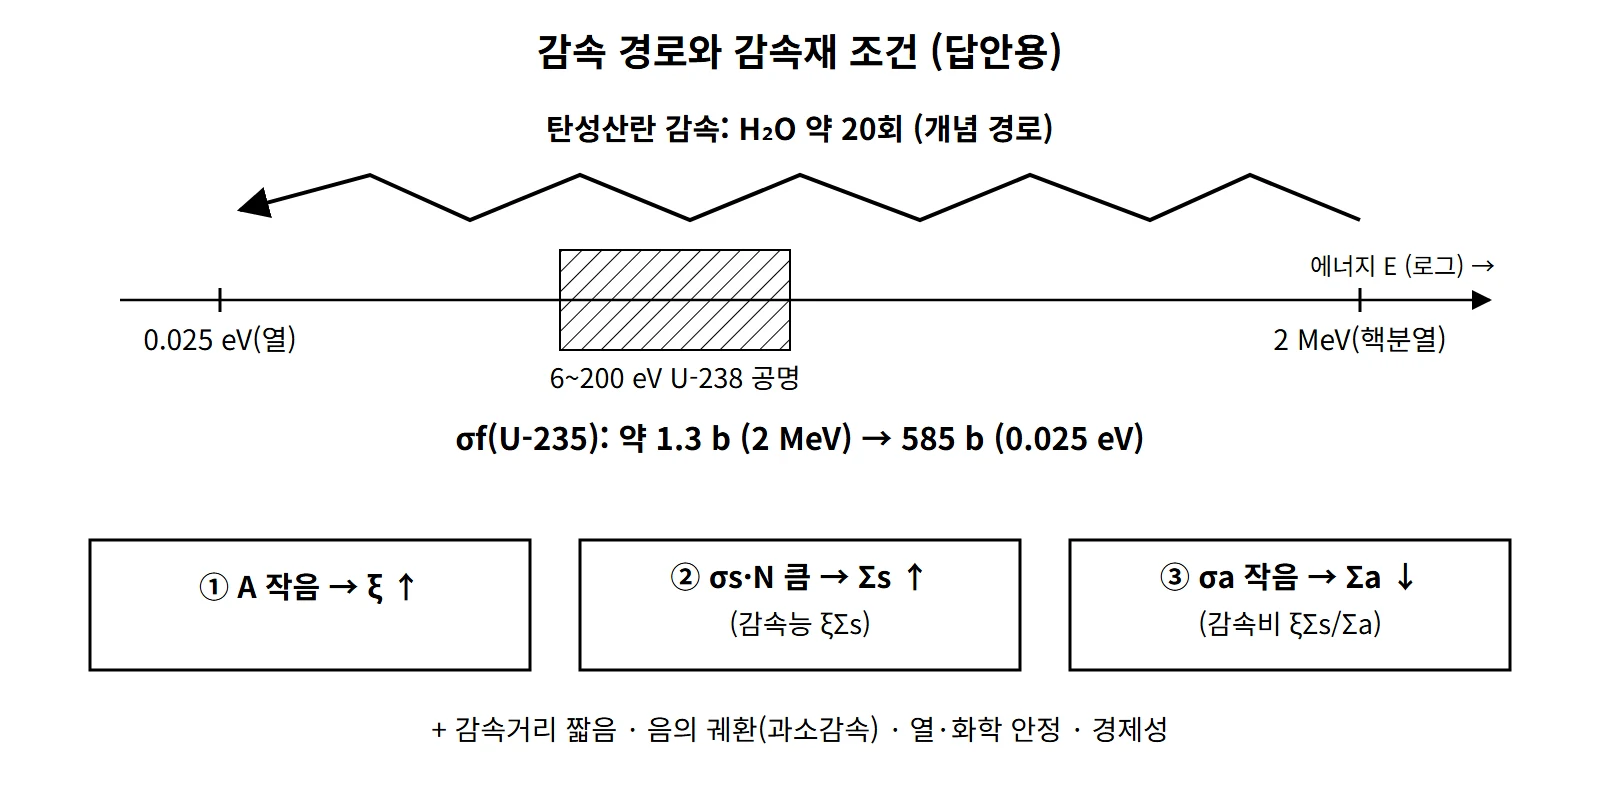 감속 경로와 감속재 조건 (답안용)
탄성산란 감속: H₂O 약 20회 (개념 경로)
에너지 E (로그) →
0.025 eV(열)
2 MeV(핵분열)
6~200 eV U-238 공명
σf(U-235): 약 1.3 b (2 MeV) → 585 b (0.025 eV)
① A 작음 → ξ ↑
② σs·N 큼 → Σs ↑
(감속능 ξΣs)
③ σa 작음 → Σa ↓
(감속비 ξΣs/Σa)
+ 감속거리 짧음 · 음의 궤환(과소감속) · 열·화학 안정 · 경제성